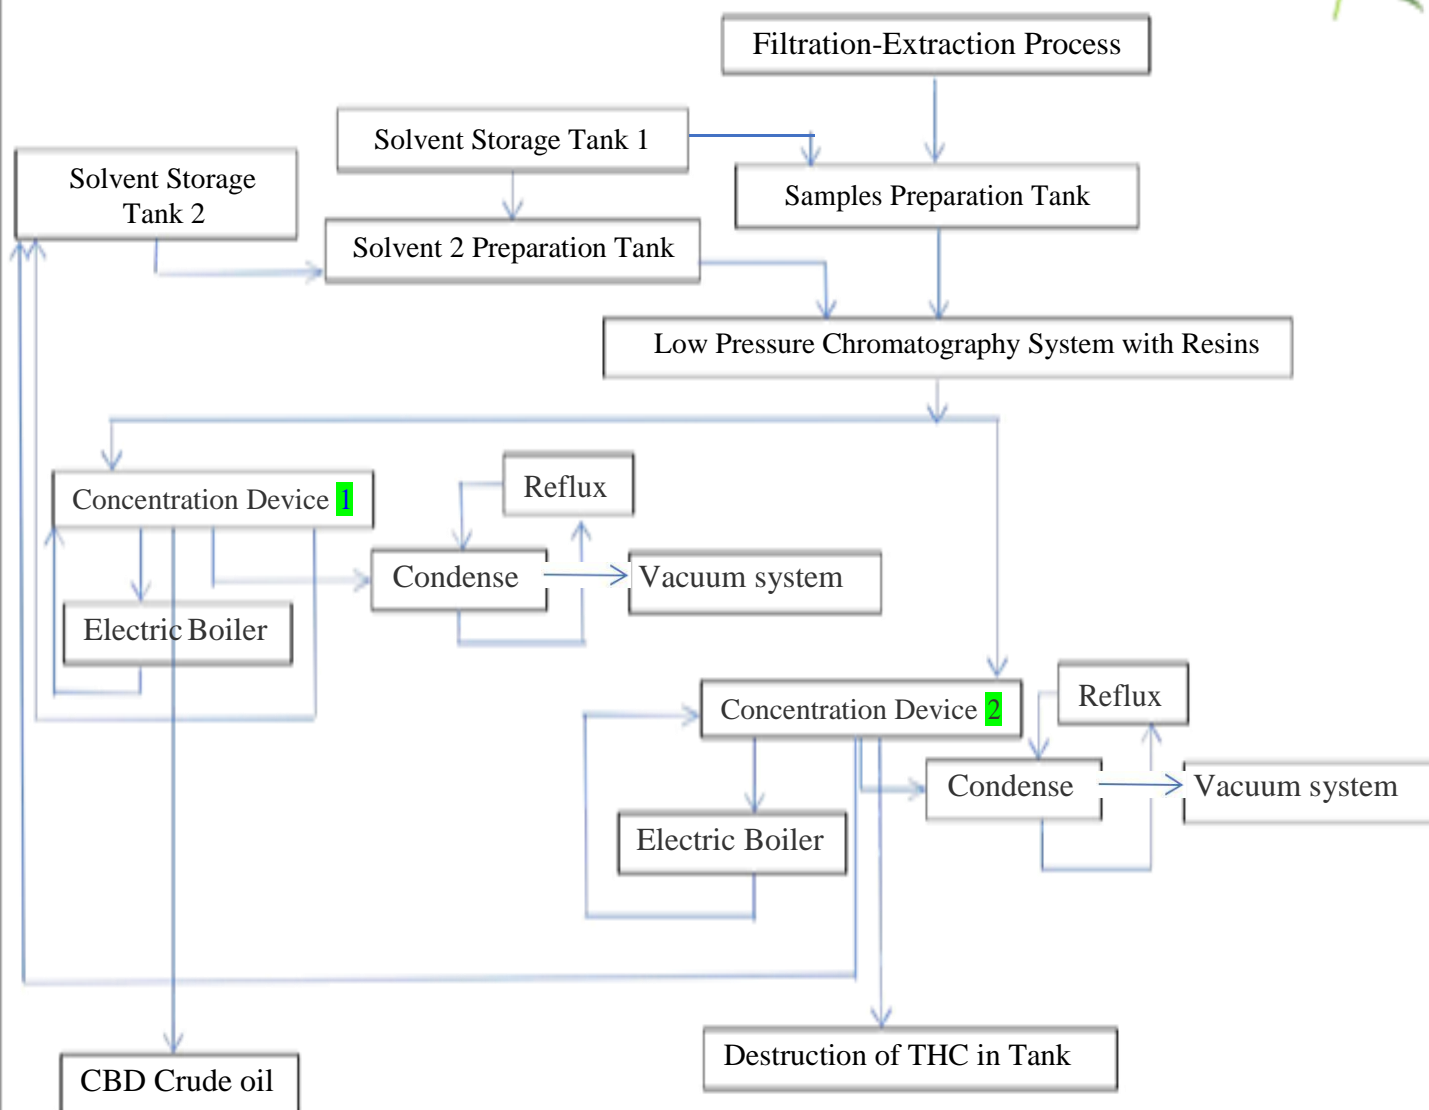 Filtration-Extraction Process
Solvent Storage Tank 1
Solvent Storage
Tank 2
Samples Preparation Tank
Solvent 2 Preparation Tank
Low Pressure Chromatography System with Resins
Concentration Device 1
Reflux
Condense
Vacuum system
Electric Boiler
Concentration Device 2
Reflux
Condense
Vacuum system
Electric Boiler
Destruction of THC in Tank
CBD Crude oil